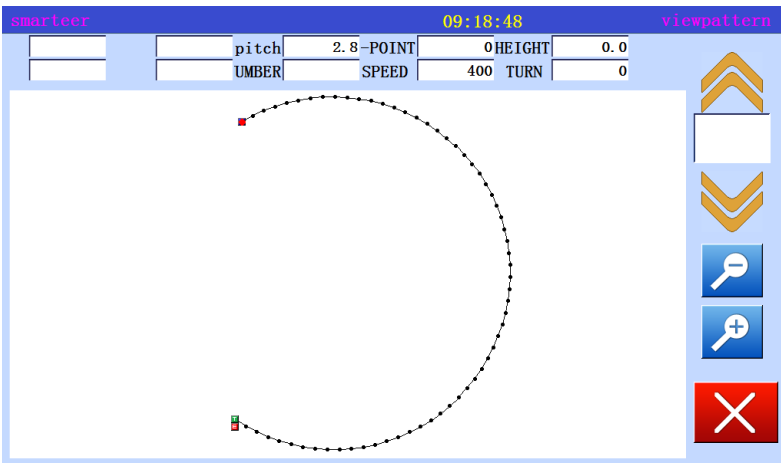 smarteer 09:18:48 viewpattern
pitch 2.8 -POINT 0 HEIGHT 0.0
UMBER SPEED 400 TURN 0
T